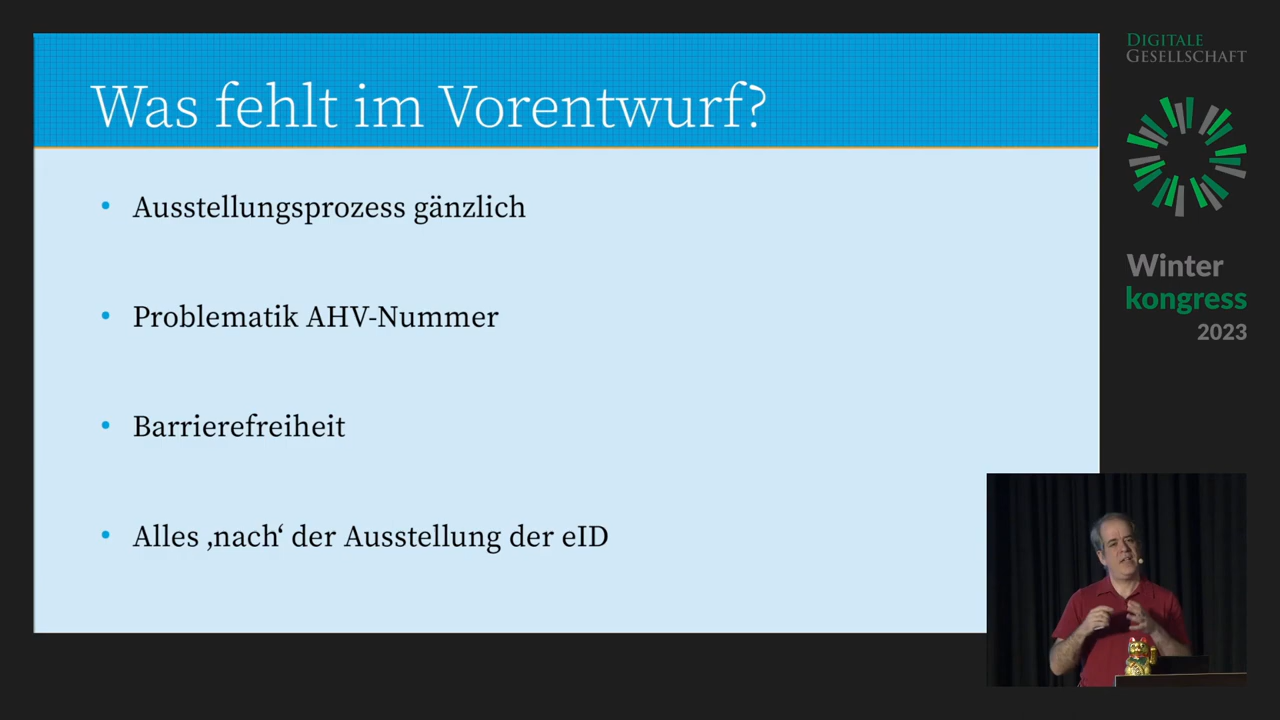 Was fehlt im Vorentwurf?
• Ausstellungsprozess gänzlich
• Problematik AHV-Nummer
• Barrierefreiheit
• Alles ‚nach‘ der Ausstellung der eID
DIGITALE
GESELLSCHAFT
Winter
kongress
2023